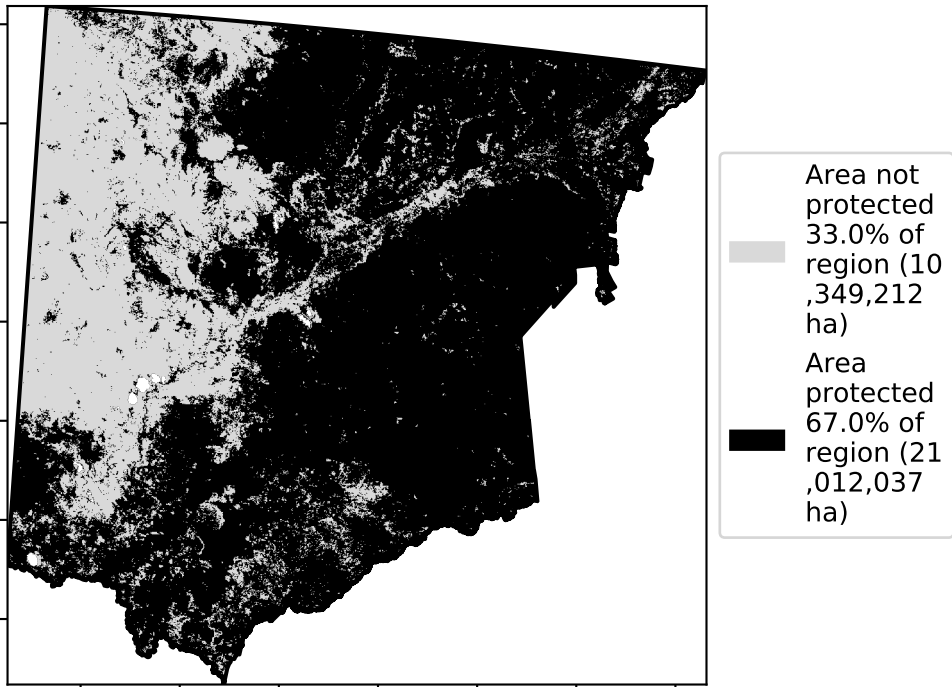 Area not
protected
33.0% of
region (10
,349,212
ha)
Area
protected
67.0% of
region (21
,012,037
ha)